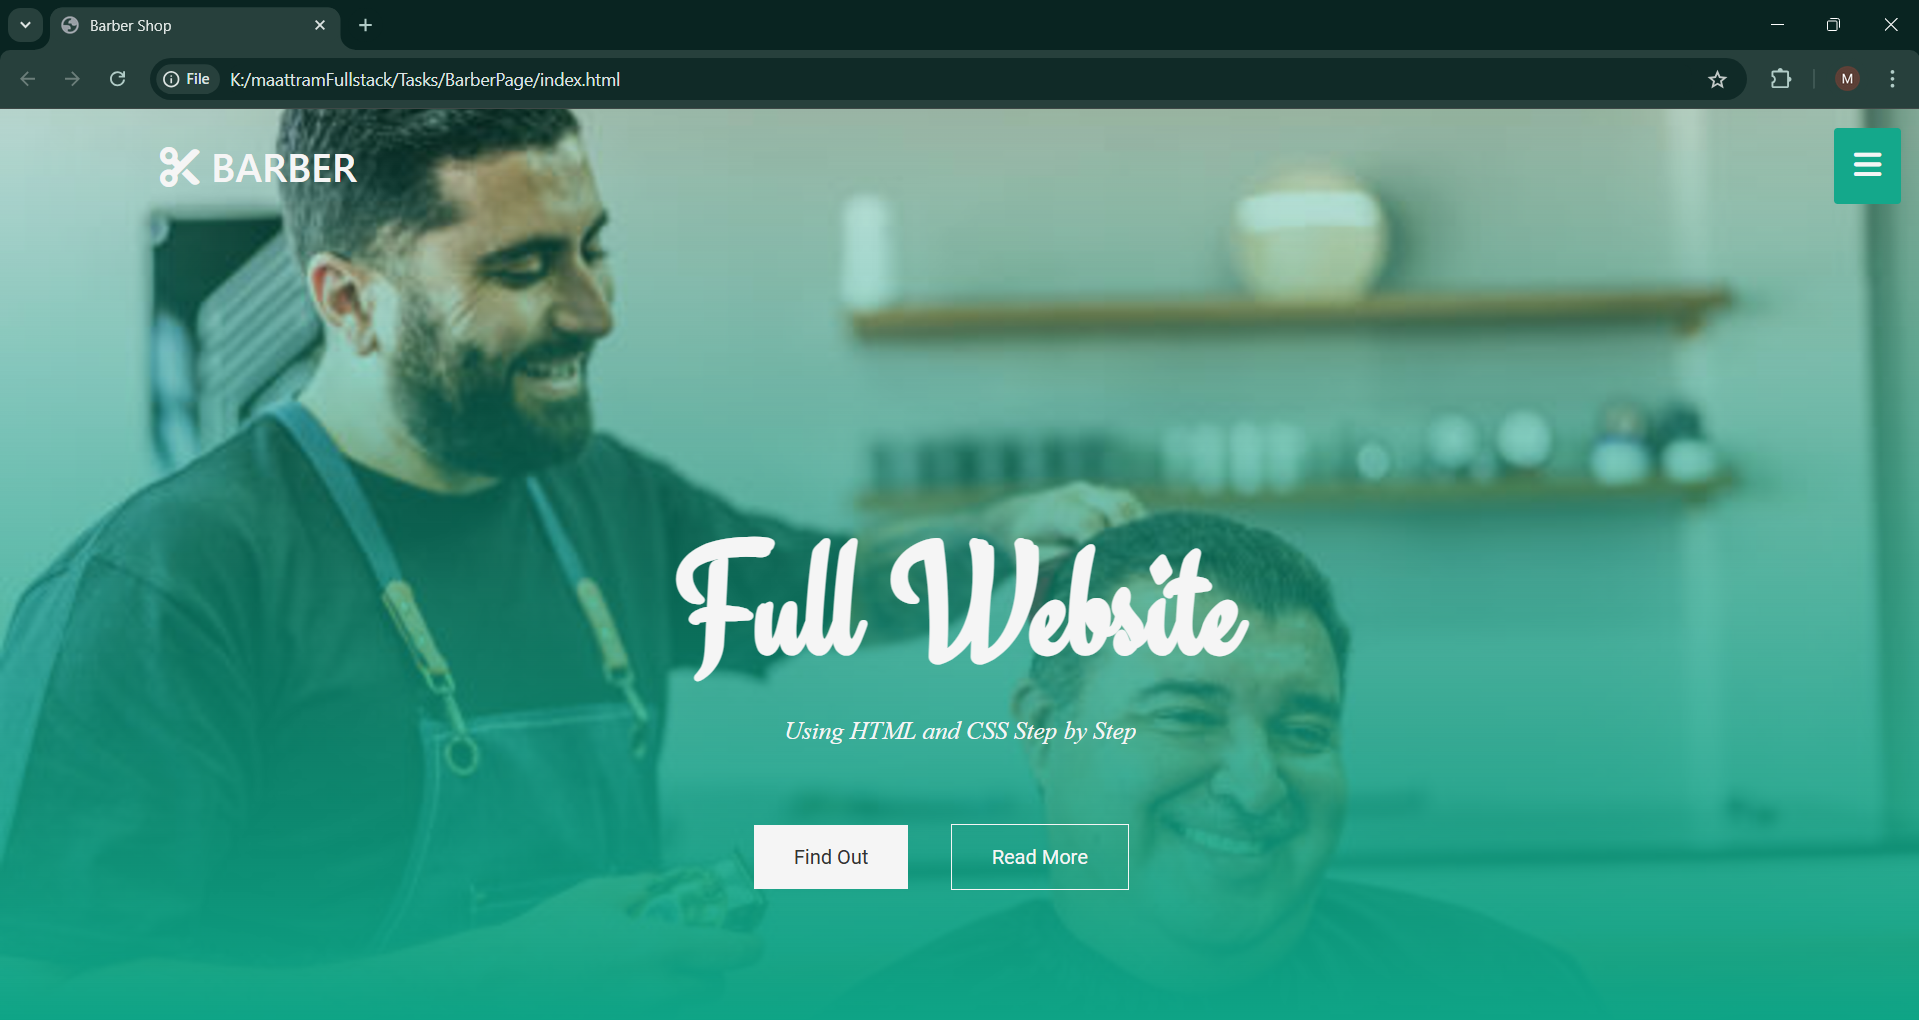 Barber Shop
File K:/maattramFullstack/Tasks/BarberPage/index.html
M
BARBER
Full Website
Using HTML and CSS Step by Step
Find Out Read More